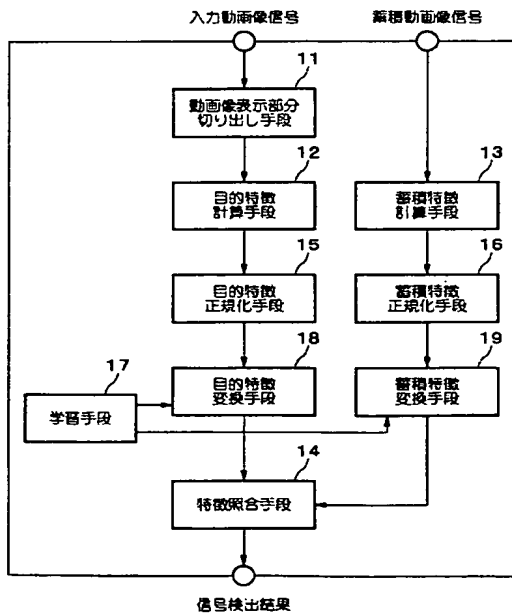 入力動画像信号
蓄積動画像信号
11
動画像表示部分
切り出し手段
12
目的特徴
計算手段
13
蓄積特徴
計算手段
15
目的特徴
正規化手段
16
蓄積特徴
正規化手段
17
学習手段
18
目的特徴
変換手段
19
蓄積特徴
変換手段
14
特徴照合手段
信号検出結果